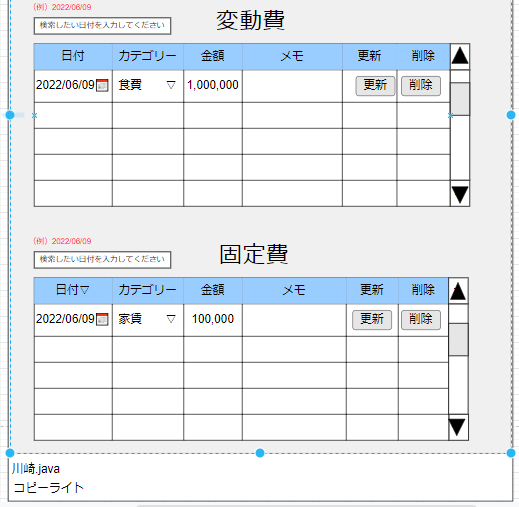 (例) 2022/06/09
変動費
検索したい日付を入力してください
日付 カテゴリー 金額 メモ 更新 削除
2022/06/09 食費 ▽ 1,000,000 更新 削除
(例) 2022/06/09
固定費
検索したい日付を入力してください
日付▽ カテゴリー 金額 メモ 更新 削除
2022/06/09 家賃 ▽ 100,000 更新 削除
川崎.java
コピーライト